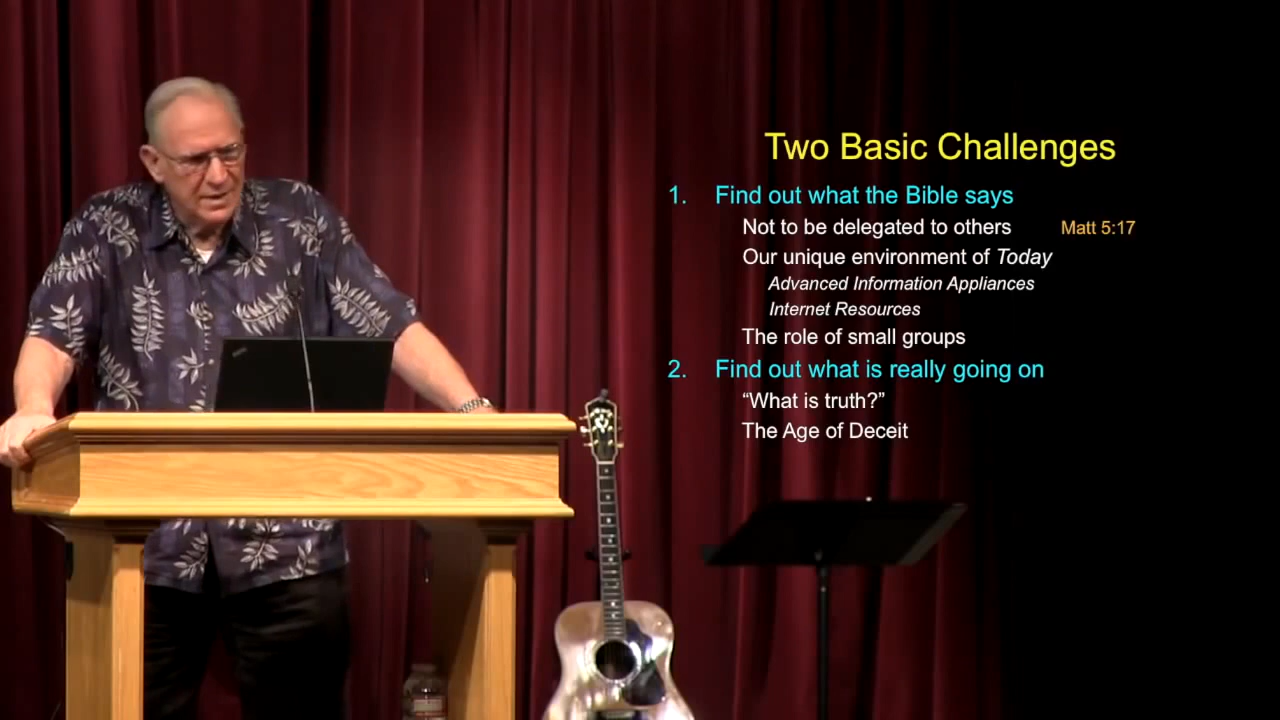 Two Basic Challenges
1. Find out what the Bible says
Not to be delegated to others Matt 5:17
Our unique environment of Today
Advanced Information Appliances
Internet Resources
The role of small groups
2. Find out what is really going on
“What is truth?”
The Age of Deceit